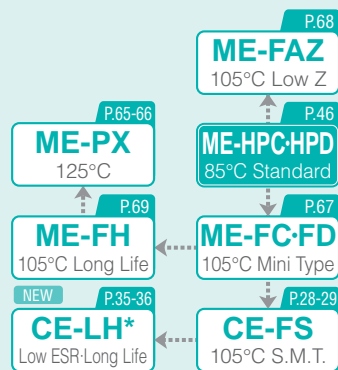 P.68
ME-FAZ
105°C Low Z
P.65-66
ME-PX
125°C
P.46
ME-HPC·HPD
85°C Standard
P.69
ME-FH
105°C Long Life
P.67
ME-FC·FD
105°C Mini Type
NEW
P.35-36
CE-LH*
Low ESR·Long Life
P.28-29
CE-FS
105°C S.M.T.